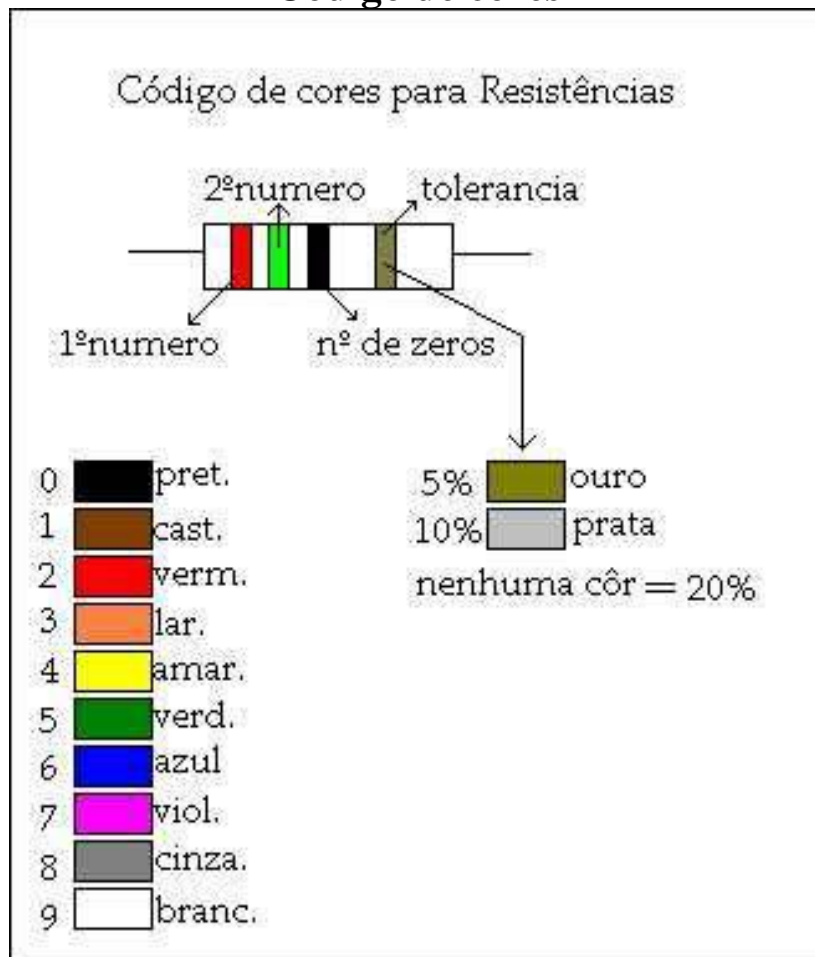 Código de cores para Resistências
2ºnumero
tolerancia
1ºnumero
nº de zeros
0 pret.
1 cast.
2 verm.
3 lar.
4 amar.
5 verd.
6 azul
7 viol.
8 cinza.
9 branc.
5% ouro
10% prata
nenhuma côr = 20%